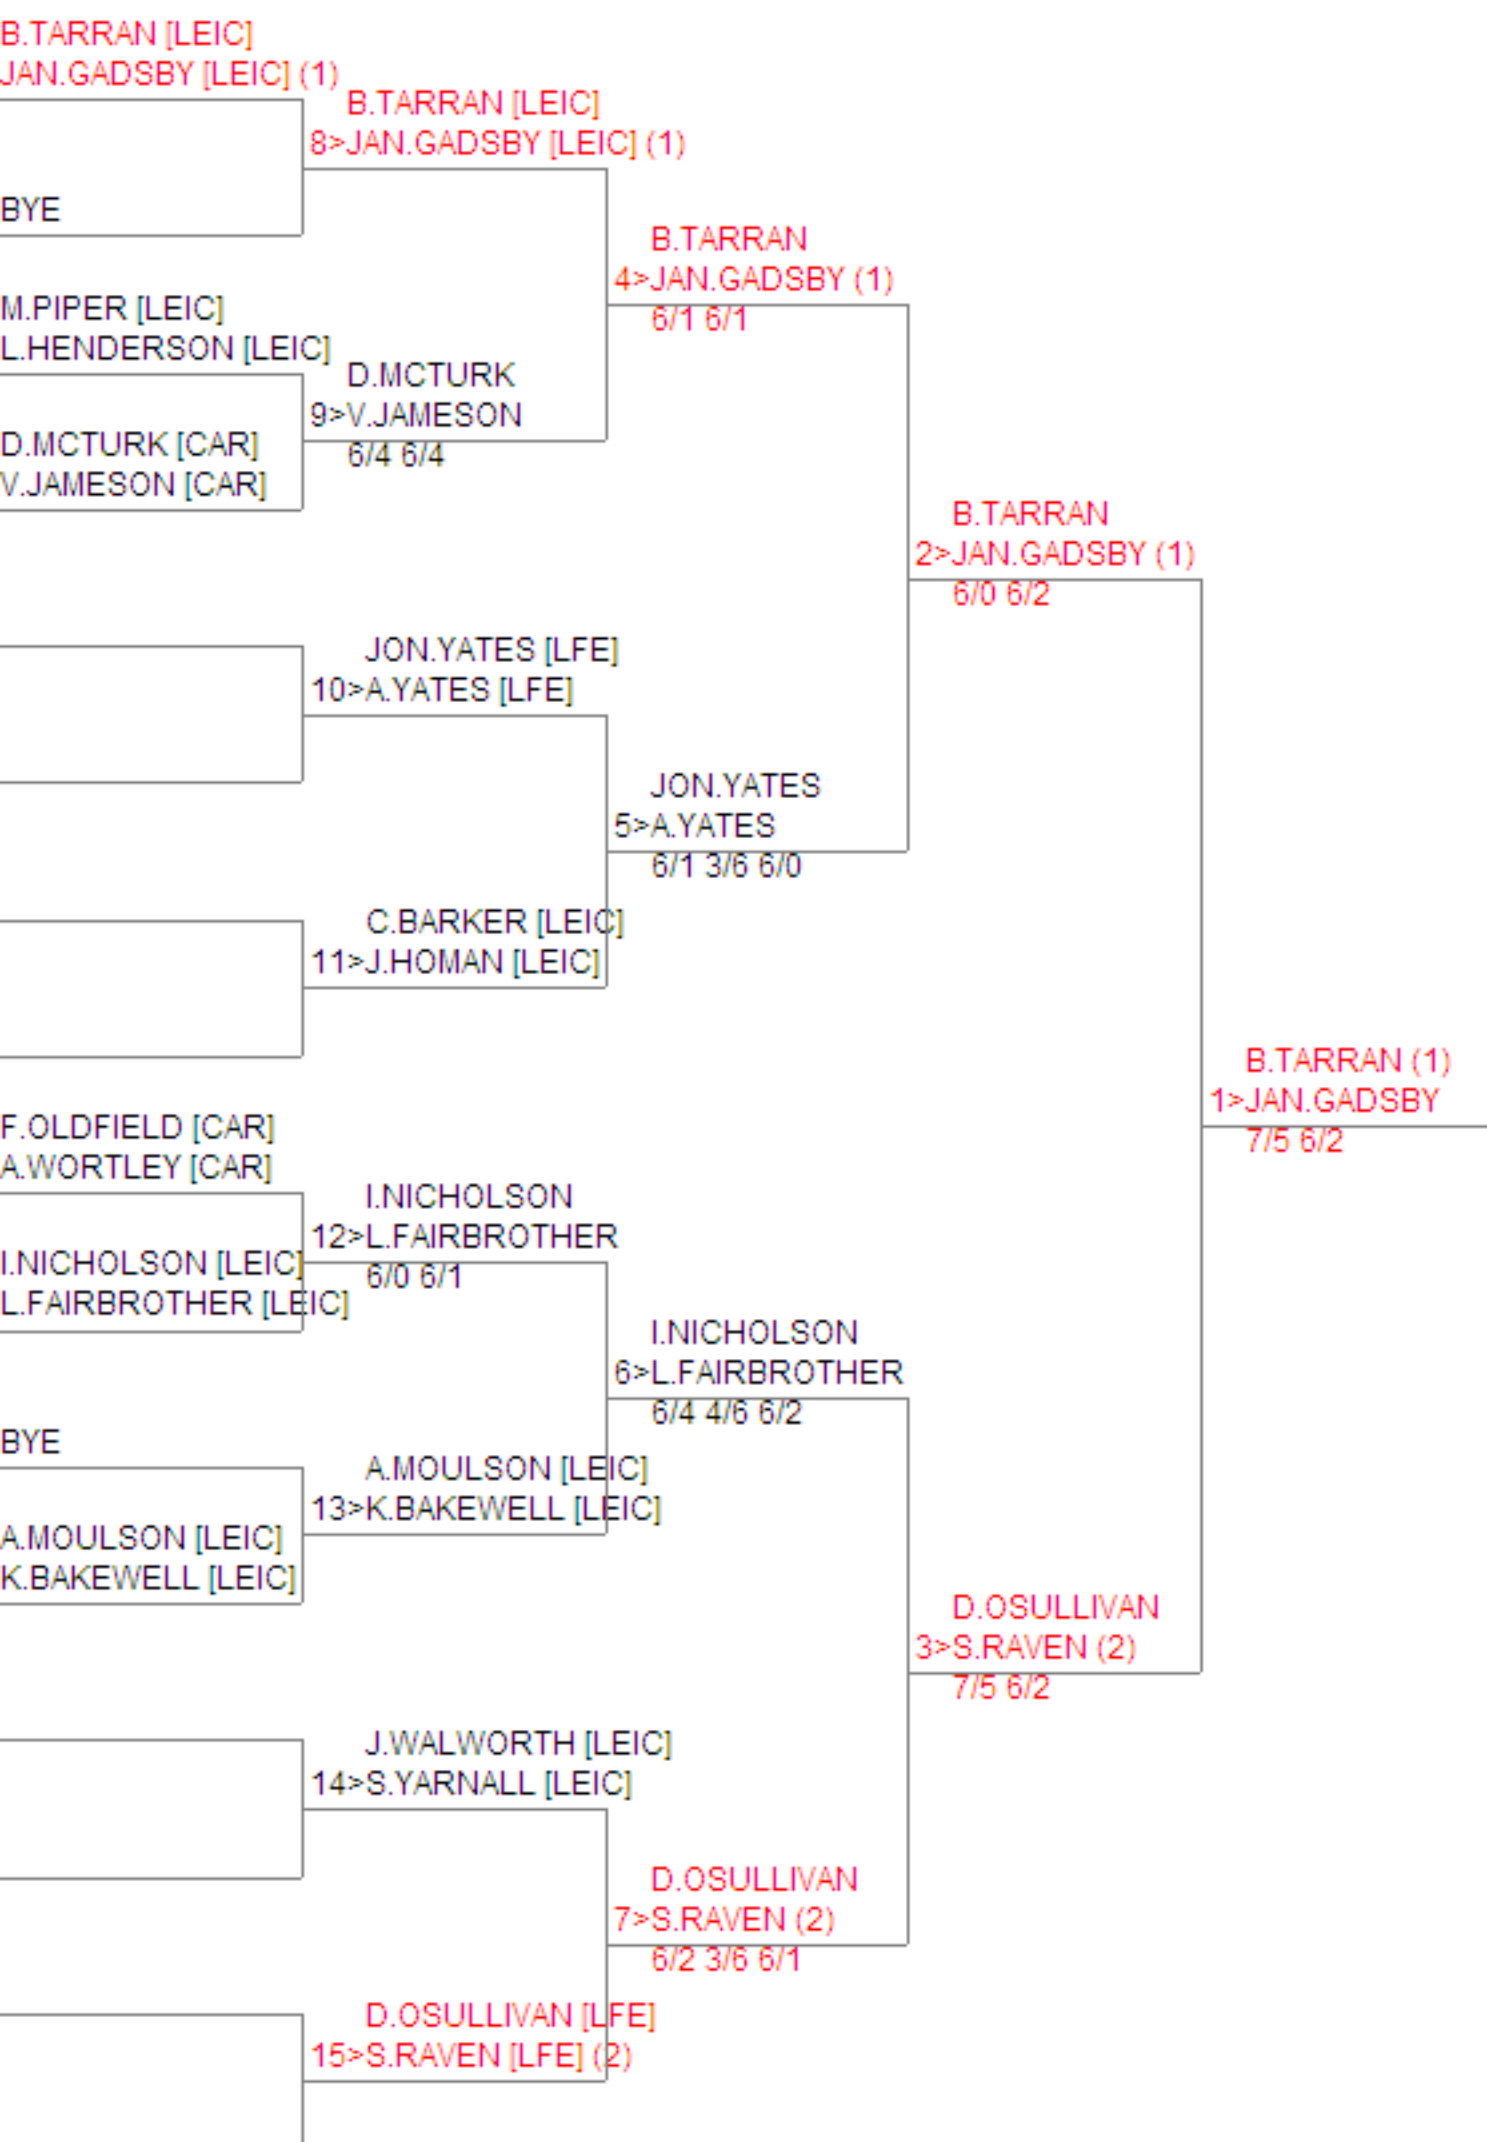 B.TARRAN [LEIC]
JAN.GADSBY [LEIC] (1)
B.TARRAN [LEIC]
8>JAN.GADSBY [LEIC] (1)
BYE
B.TARRAN
4>JAN.GADSBY (1)
6/1 6/1
M.PIPER [LEIC]
L.HENDERSON [LEIC]
D.MCTURK
9>V.JAMESON
6/4 6/4
D.MCTURK [CAR]
V.JAMESON [CAR]
B.TARRAN
2>JAN.GADSBY (1)
6/0 6/2
JON.YATES [LFE]
10>A.YATES [LFE]
JON.YATES
5>A.YATES
6/1 3/6 6/0
C.BARKER [LEIC]
11>J.HOMAN [LEIC]
B.TARRAN (1)
1>JAN.GADSBY
7/5 6/2
F.OLDFIELD [CAR]
A.WORTLEY [CAR]
I.NICHOLSON
12>L.FAIRBROTHER
6/0 6/1
I.NICHOLSON [LEIC]
L.FAIRBROTHER [LEIC]
I.NICHOLSON
6>L.FAIRBROTHER
6/4 4/6 6/2
BYE
A.MOULSON [LEIC]
13>K.BAKEWELL [LEIC]
A.MOULSON [LEIC]
K.BAKEWELL [LEIC]
D.OSULLIVAN
3>S.RAVEN (2)
7/5 6/2
J.WALWORTH [LEIC]
14>S.YARNALL [LEIC]
D.OSULLIVAN
7>S.RAVEN (2)
6/2 3/6 6/1
D.OSULLIVAN [LFE]
15>S.RAVEN [LFE] (2)